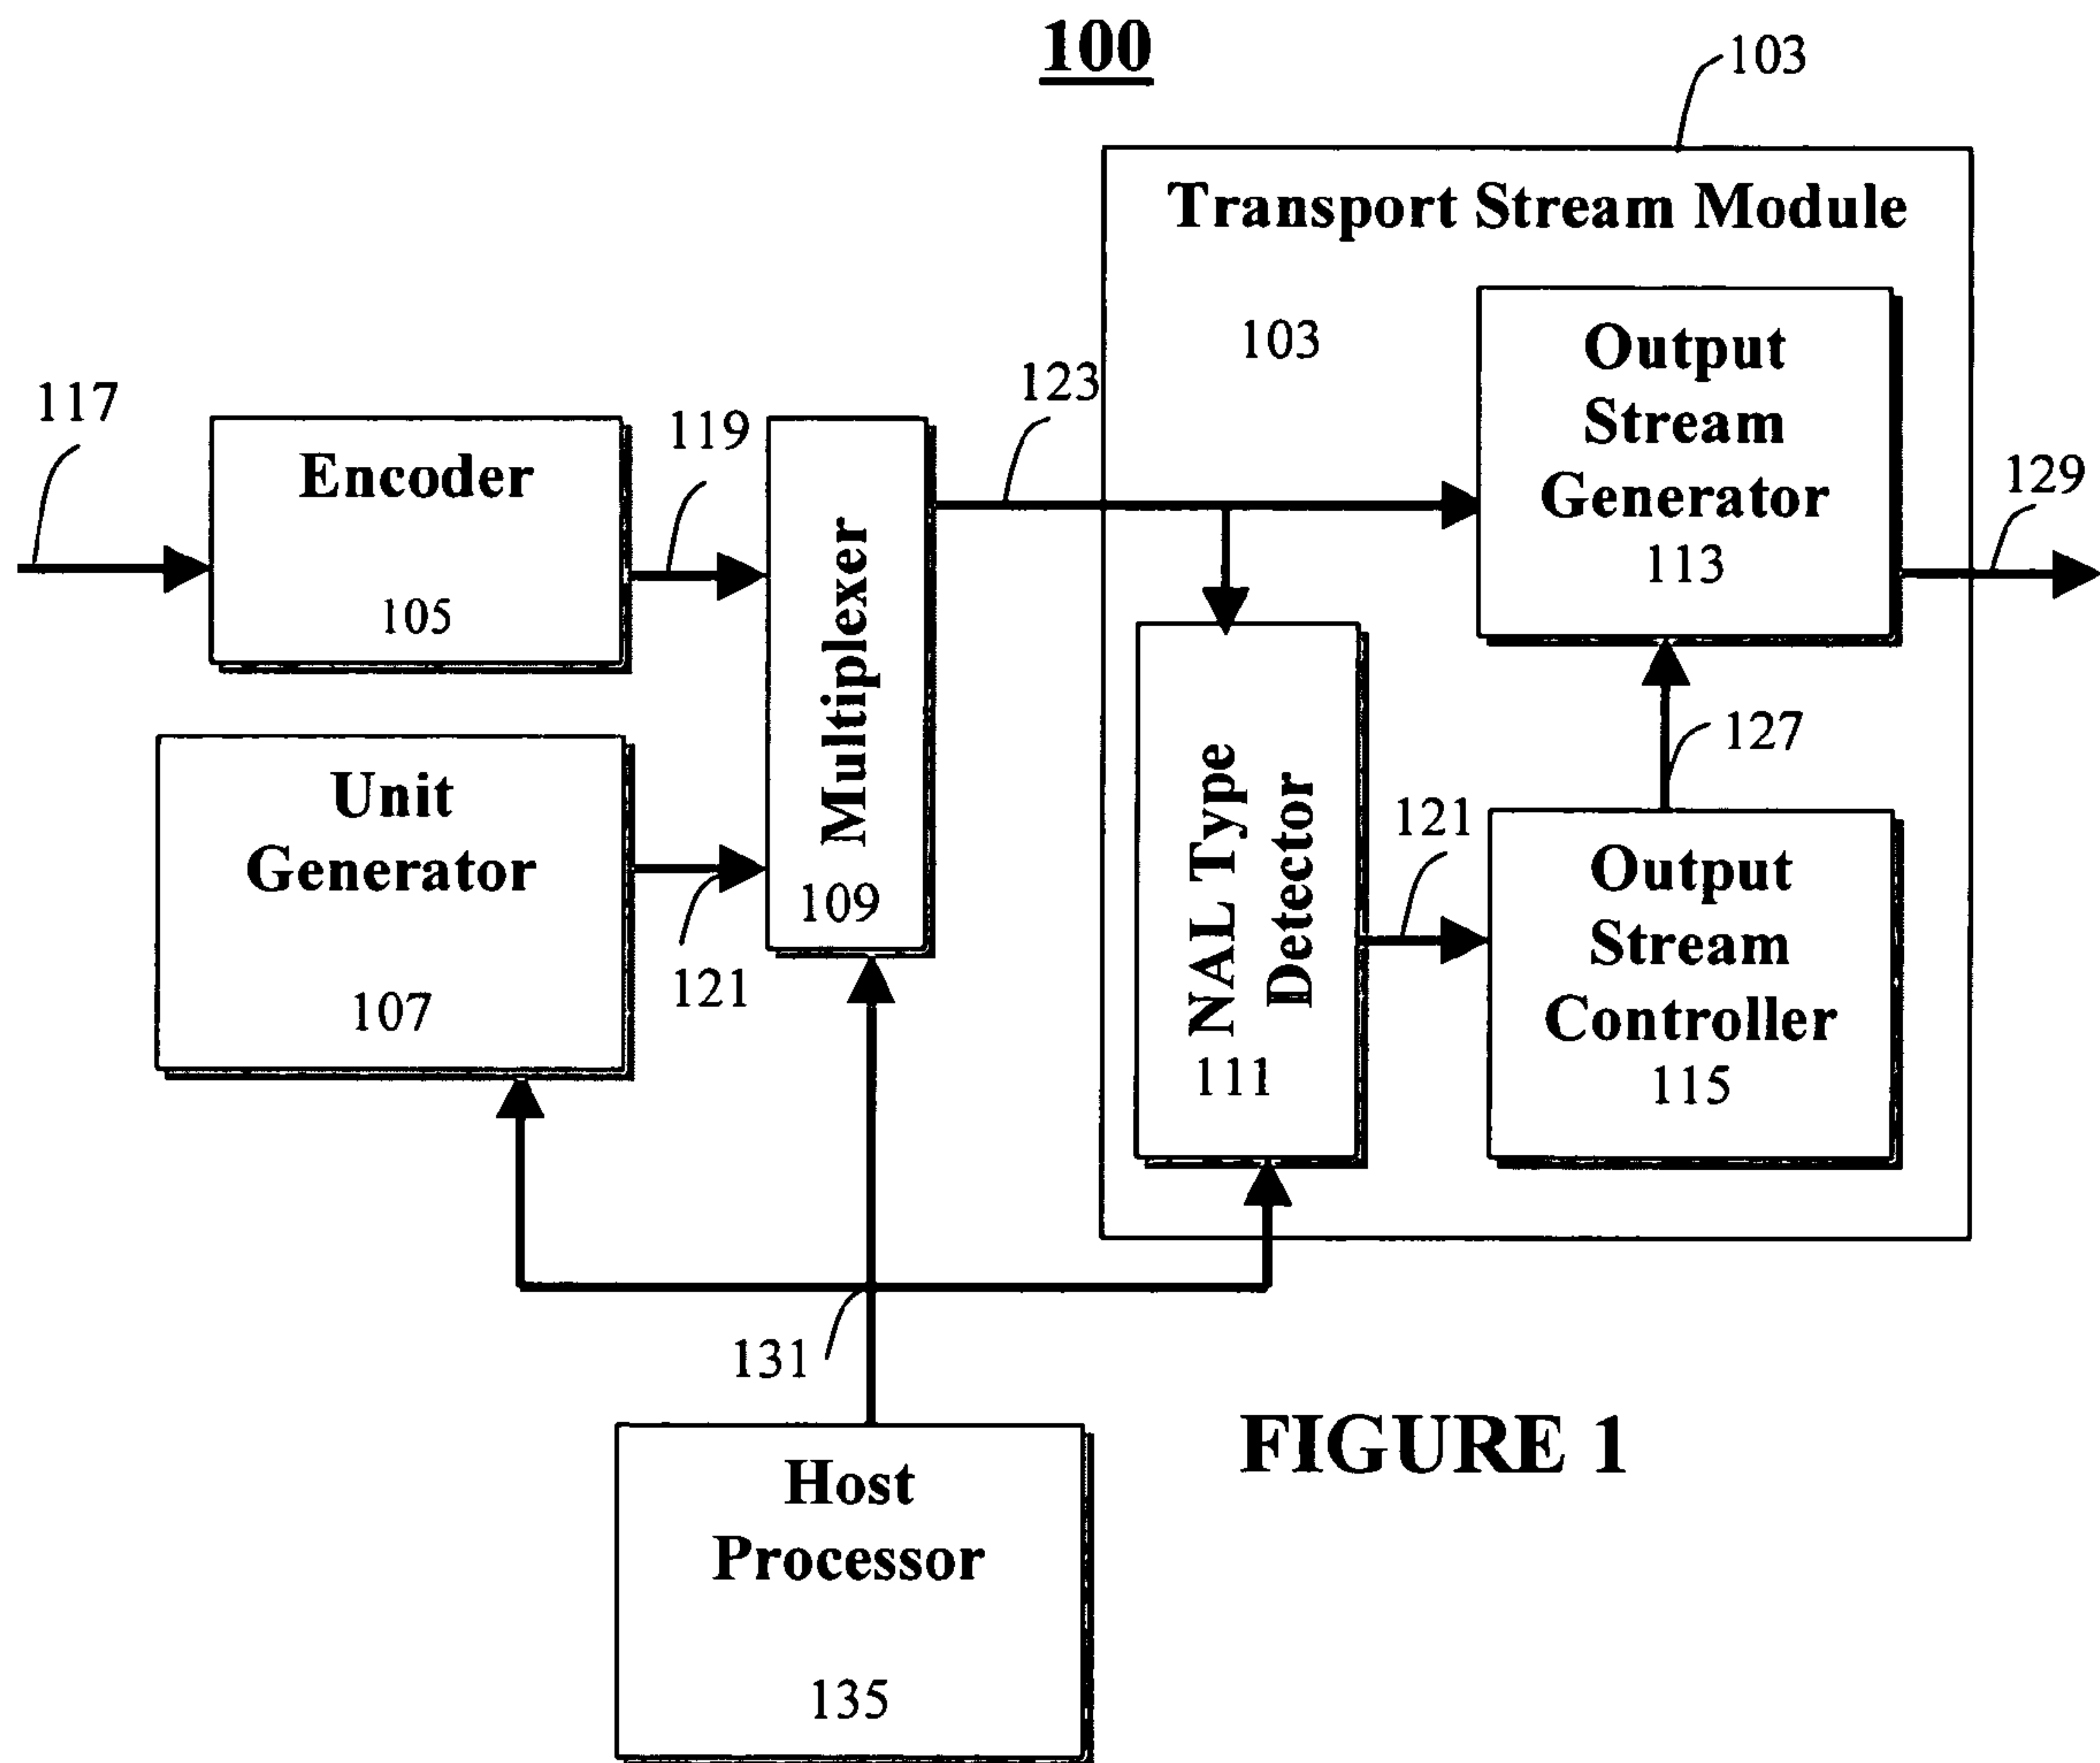 100
103
Transport Stream Module
103
Output
Stream
Generator
113
123
117
119
129
Encoder
105
Multiplexer
109
Unit
Generator
107
121
127
NAL Type
Detector
111
121
Output
Stream
Controller
115
131
Host
Processor
135
FIGURE 1